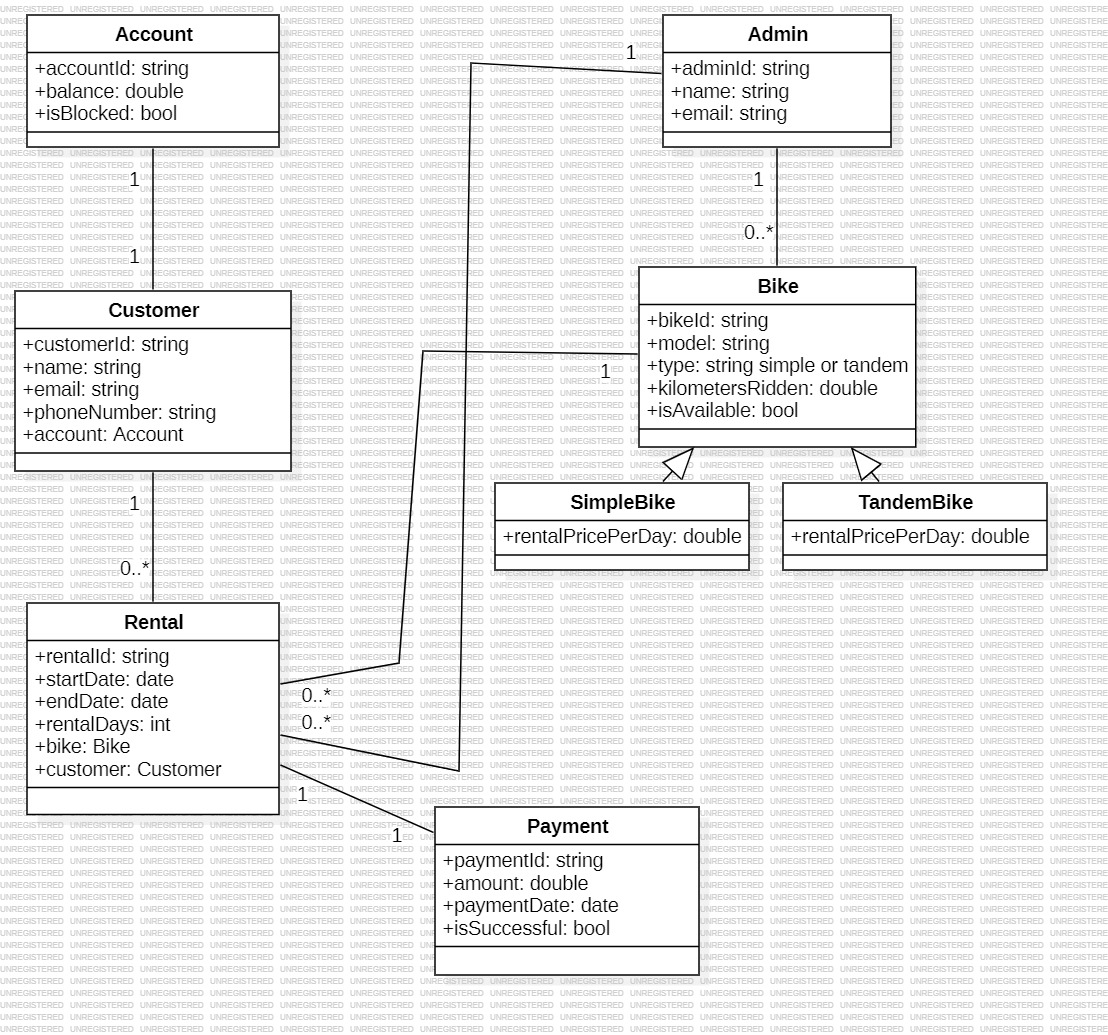 Account
+accountId: string
+balance: double
+isBlocked: bool
1
1
Customer
+customerId: string
+name: string
+email: string
+phoneNumber: string
+account: Account
1
0..*
Rental
+rentalId: string
+startDate: date
+endDate: date
+rentalDays: int
+bike: Bike
+customer: Customer
0..*
0..*
1
1
Payment
+paymentId: string
+amount: double
+paymentDate: date
+isSuccessful: bool
1
Admin
+adminId: string
+name: string
+email: string
1
0..*
Bike
+bikeId: string
+model: string
+type: string simple or tandem
+kilometersRidden: double
+isAvailable: bool
1
SimpleBike
+rentalPricePerDay: double
TandemBike
+rentalPricePerDay: double
UNREGISTERED